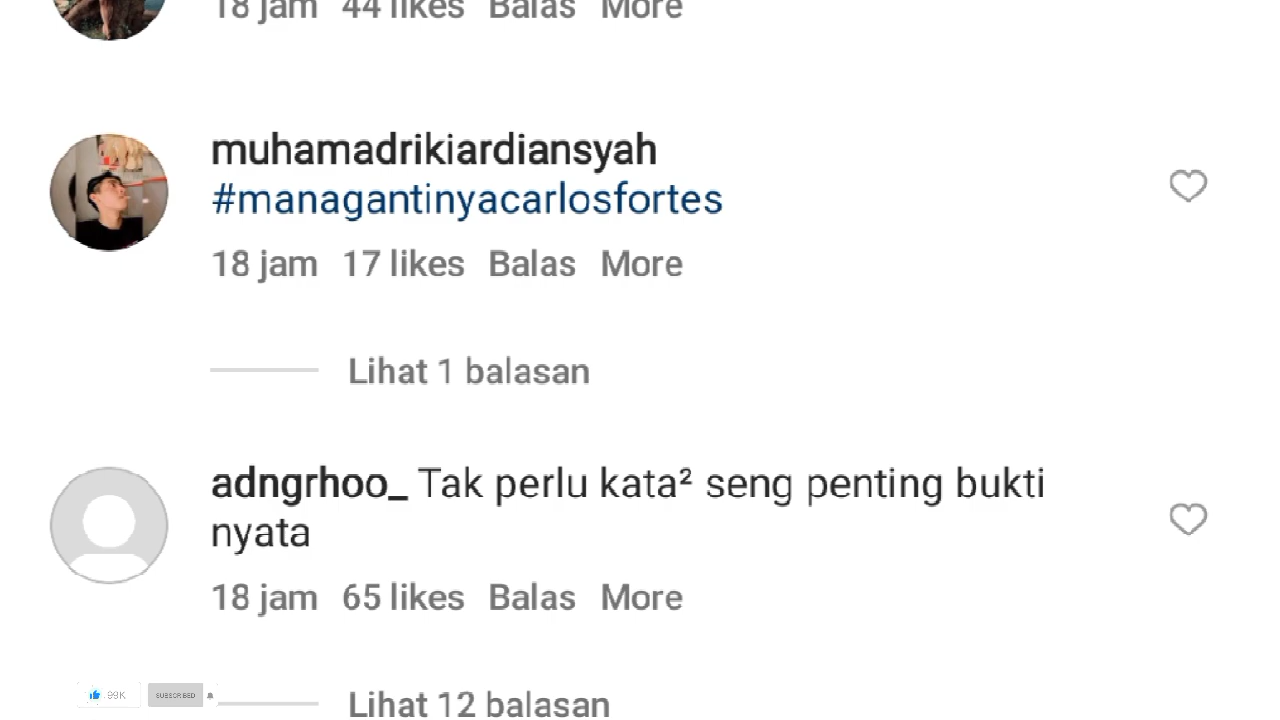 18 jam 44 likes Balas More
muhamadrikiardiansyah
#managantinyacarlosfortes
18 jam 17 likes Balas More
Lihat 1 balasan
adngrhoo_ Tak perlu kata² seng penting bukti
nyata
18 jam 65 likes Balas More
Lihat 12 balasan
99K SUBSCRIBED